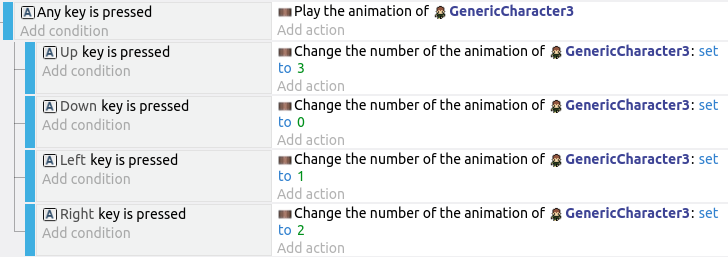 A Any key is pressed
Play the animation of GenericCharacter3
Add condition
Add action
A Up key is pressed
Change the number of the animation of GenericCharacter3: set
Add condition
to 3
Add action
A Down key is pressed
Change the number of the animation of GenericCharacter3: set
Add condition
to 0
Add action
A Left key is pressed
Change the number of the animation of GenericCharacter3: set
Add condition
to 1
Add action
A Right key is pressed
Change the number of the animation of GenericCharacter3: set
Add condition
to 2
Add action